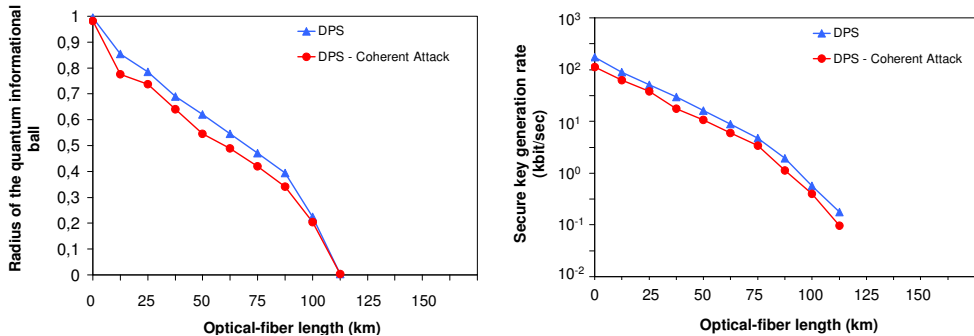 Radius of the quantum informational
ball
1
0,9
0,8
0,7
0,6
0,5
0,4
0,3
0,2
0,1
0
DPS
DPS - Coherent Attack
0 25 50 75 100 125 150
Optical-fiber length (km)
Secure key generation rate
(kbit/sec)
10³
10²
10¹
10⁰
10⁻¹
10⁻²
DPS
DPS - Coherent Attack
0 25 50 75 100 125 150
Optical-fiber length (km)